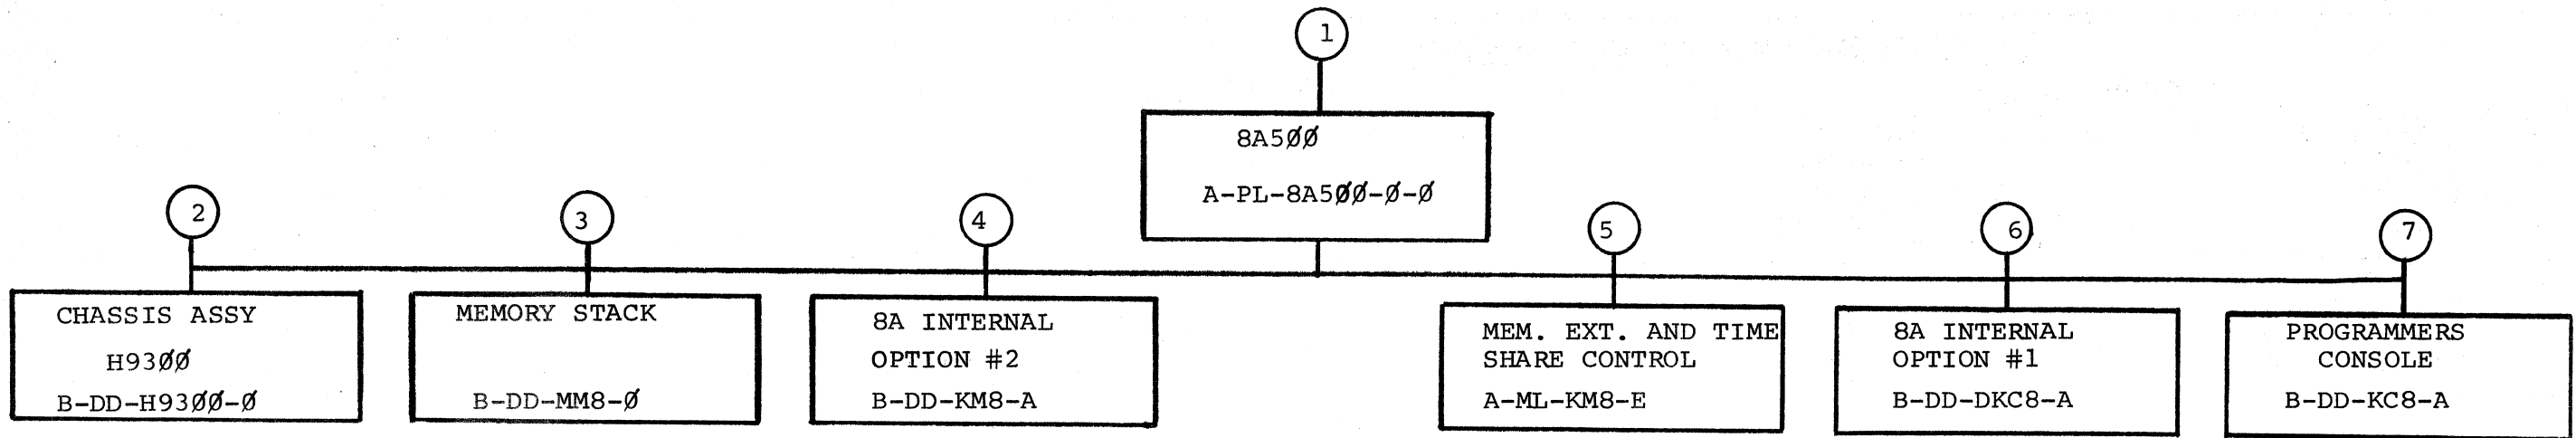 1
8A5ØØ
A-PL-8A5ØØ-Ø-Ø
2
CHASSIS ASSY
H93ØØ
B-DD-H93ØØ-Ø
3
MEMORY STACK
B-DD-MM8-Ø
4
8A INTERNAL
OPTION #2
B-DD-KM8-A
5
MEM. EXT. AND TIME
SHARE CONTROL
A-ML-KM8-E
6
8A INTERNAL
OPTION #1
B-DD-DKC8-A
7
PROGRAMMERS
CONSOLE
B-DD-KC8-A